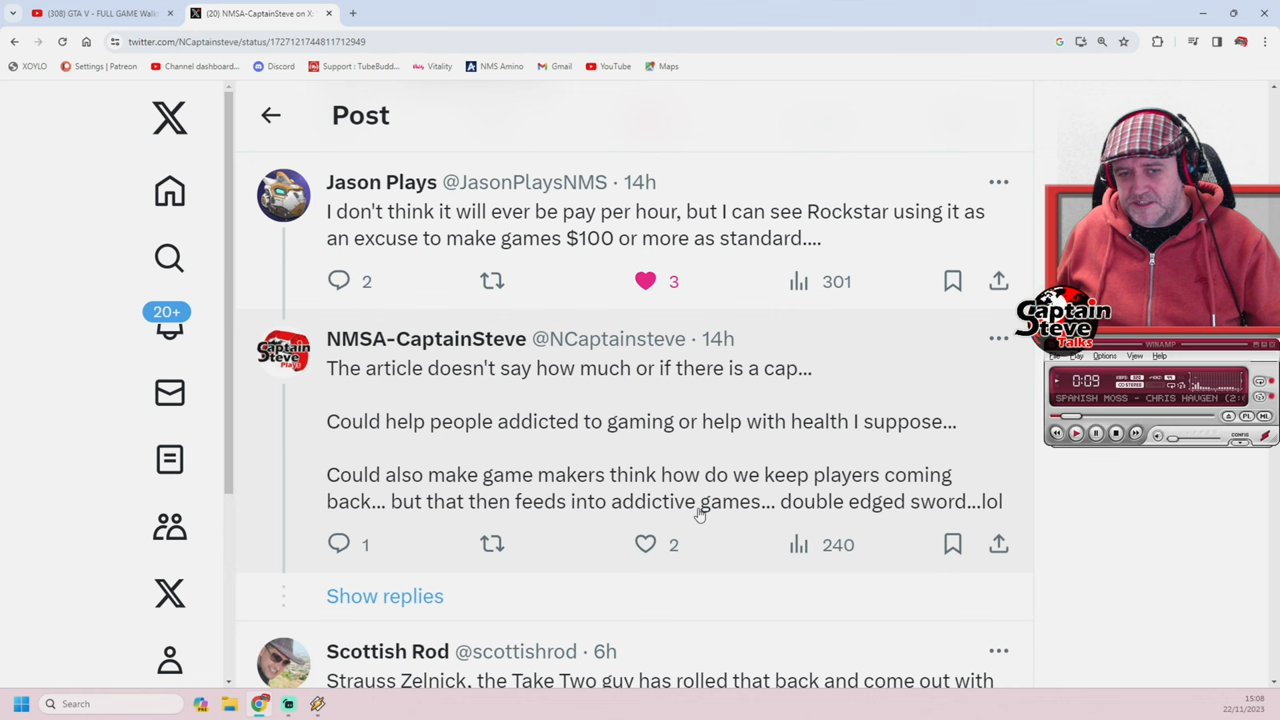 (308) GTA V - FULL GAME Walk
(20) NMSA-CaptainSteve on X
twitter.com/NCaptainsteve/status/1727121744811712949
XOYLO
Settings | Patreon
Channel dashboard...
Discord
Support : TubeBudd...
Vitality
NMS Amino
Gmail
YouTube
Maps
Post
20+
Jason Plays @JasonPlaysNMS · 14h
I don't think it will ever be pay per hour, but I can see Rockstar using it as
an excuse to make games $100 or more as standard....
2
3
301
NMSA-CaptainSteve @NCaptainsteve · 14h
The article doesn't say how much or if there is a cap...
Could help people addicted to gaming or help with health I suppose...
Could also make game makers think how do we keep players coming
back... but that then feeds into addictive games... double edged sword...lol
1
2
240
Show replies
Scottish Rod @scottishrod · 6h
Strauss Zelnick, the Take Two guy has rolled that back and come out with
Captain
Steve
Plays
Captain
Steve
Talks
WINAMP
File Play Options View Help
0:09
SPANISH MOSS - CHRIS HAUGEN (2:
PL ML
CONFIG
Search
15:08
22/11/2023